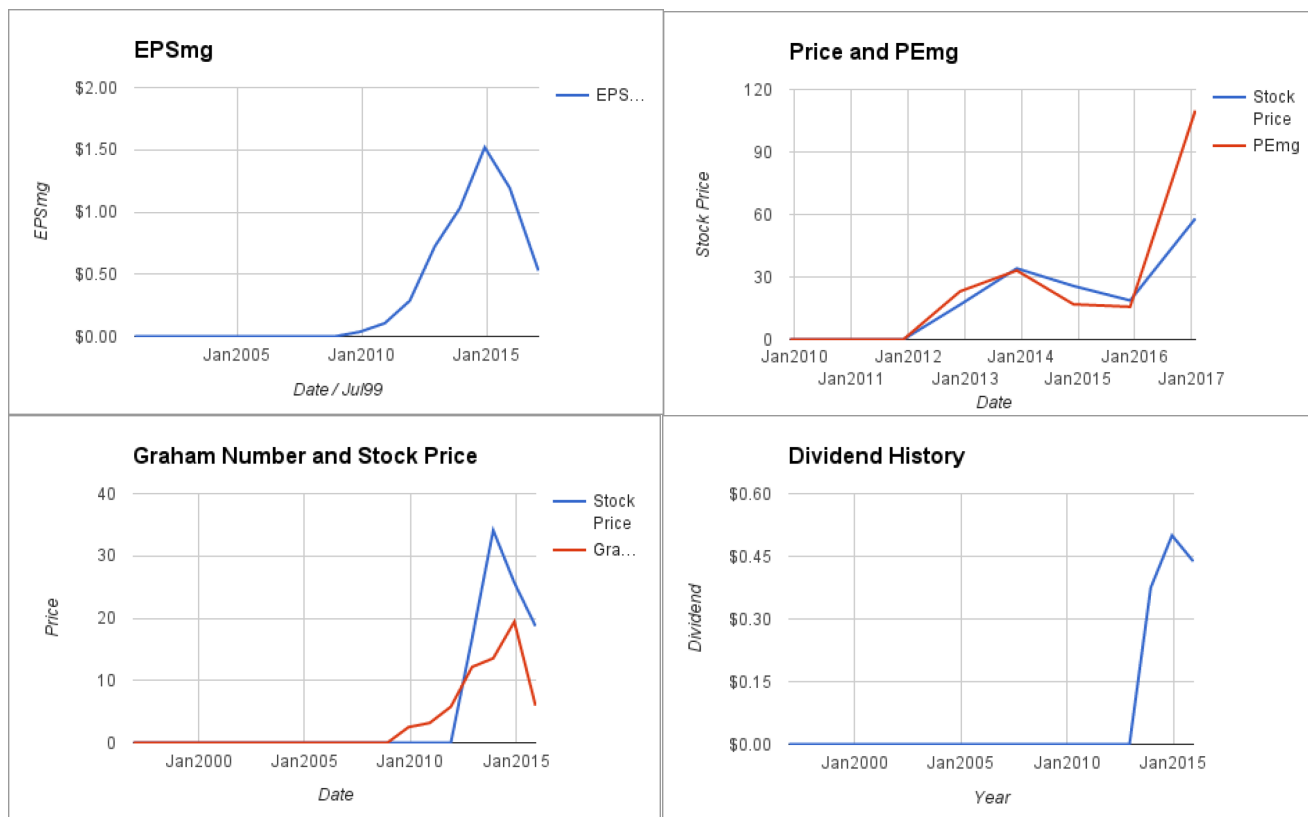 EPSmg
$2.00
$1.50
$1.00
$0.50
$0.00
EPSmg
EPS...
Jan2005 Jan2010 Jan2015
Date / Jul99
Price and PEmg
120
90
60
30
0
Stock Price
Stock
Price
PEmg
Jan2010 Jan2012 Jan2014 Jan2016
Jan2011 Jan2013 Jan2015 Jan2017
Date
Graham Number and Stock Price
40
30
20
10
0
Price
Stock
Price
Gra...
Jan2000 Jan2005 Jan2010 Jan2015
Date
Dividend History
$0.60
$0.45
$0.30
$0.15
$0.00
Dividend
Jan2000 Jan2005 Jan2010 Jan2015
Year